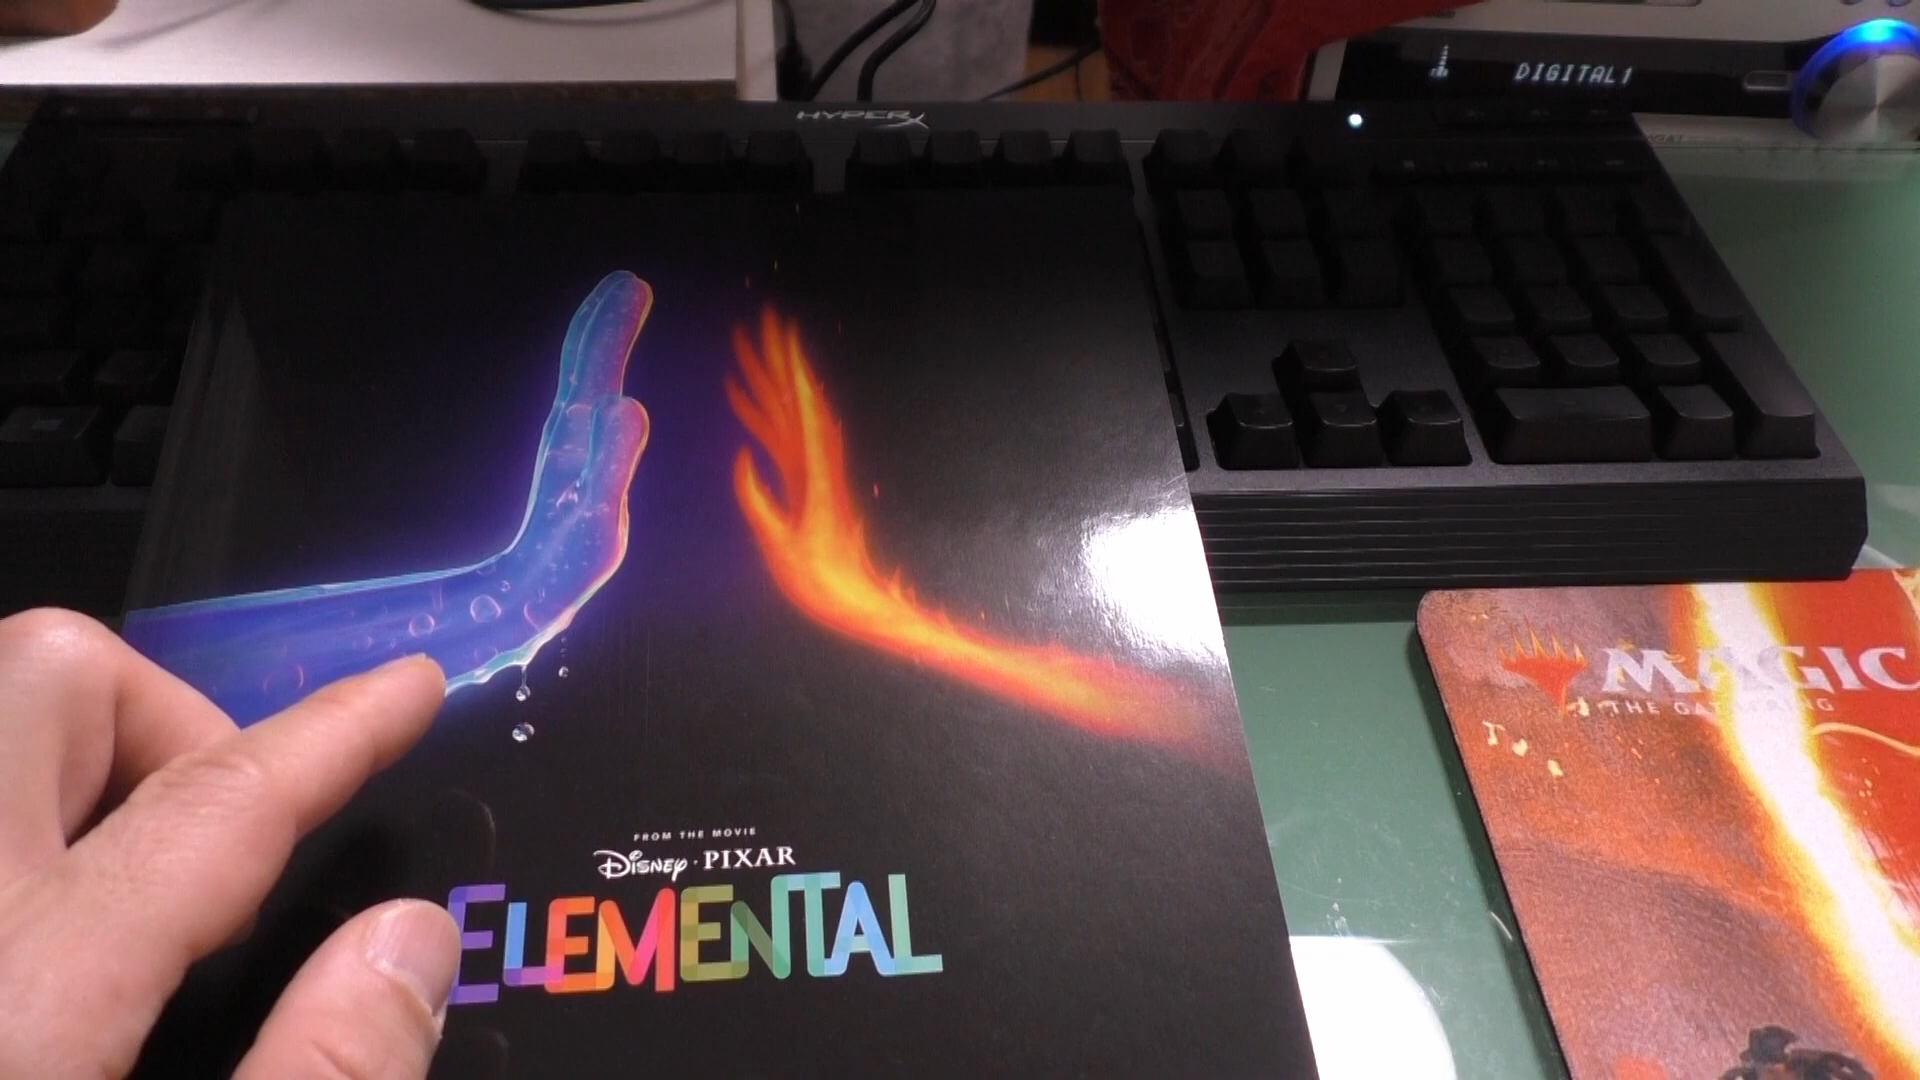 HYPERX
DIGITAL1
MAGIC
THE GATHERING
FROM THE MOVIE
DISNEY · PIXAR
ELEMENTAL